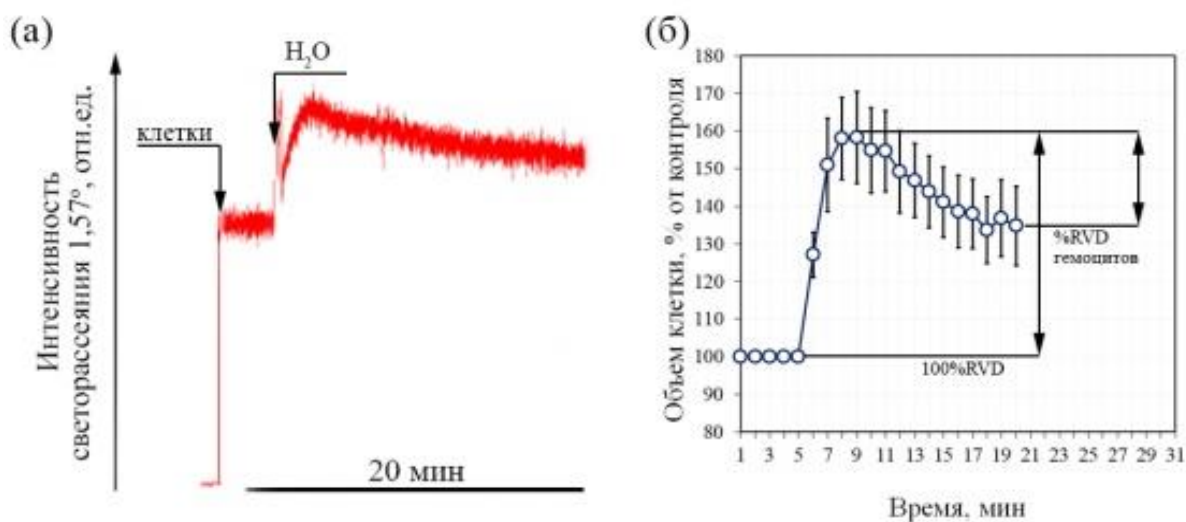 (а)
Интенсивность
светорассяния 1,57°, отн.ед.
клетки
H₂O
20 мин
(б)
Объем клетки, % от контроля
180
170
160
150
140
130
120
110
100
90
80
%RVD
гемоцитов
100%RVD
1 3 5 7 9 11 13 15 17 19 21 23 25 27 29 31
Время, мин